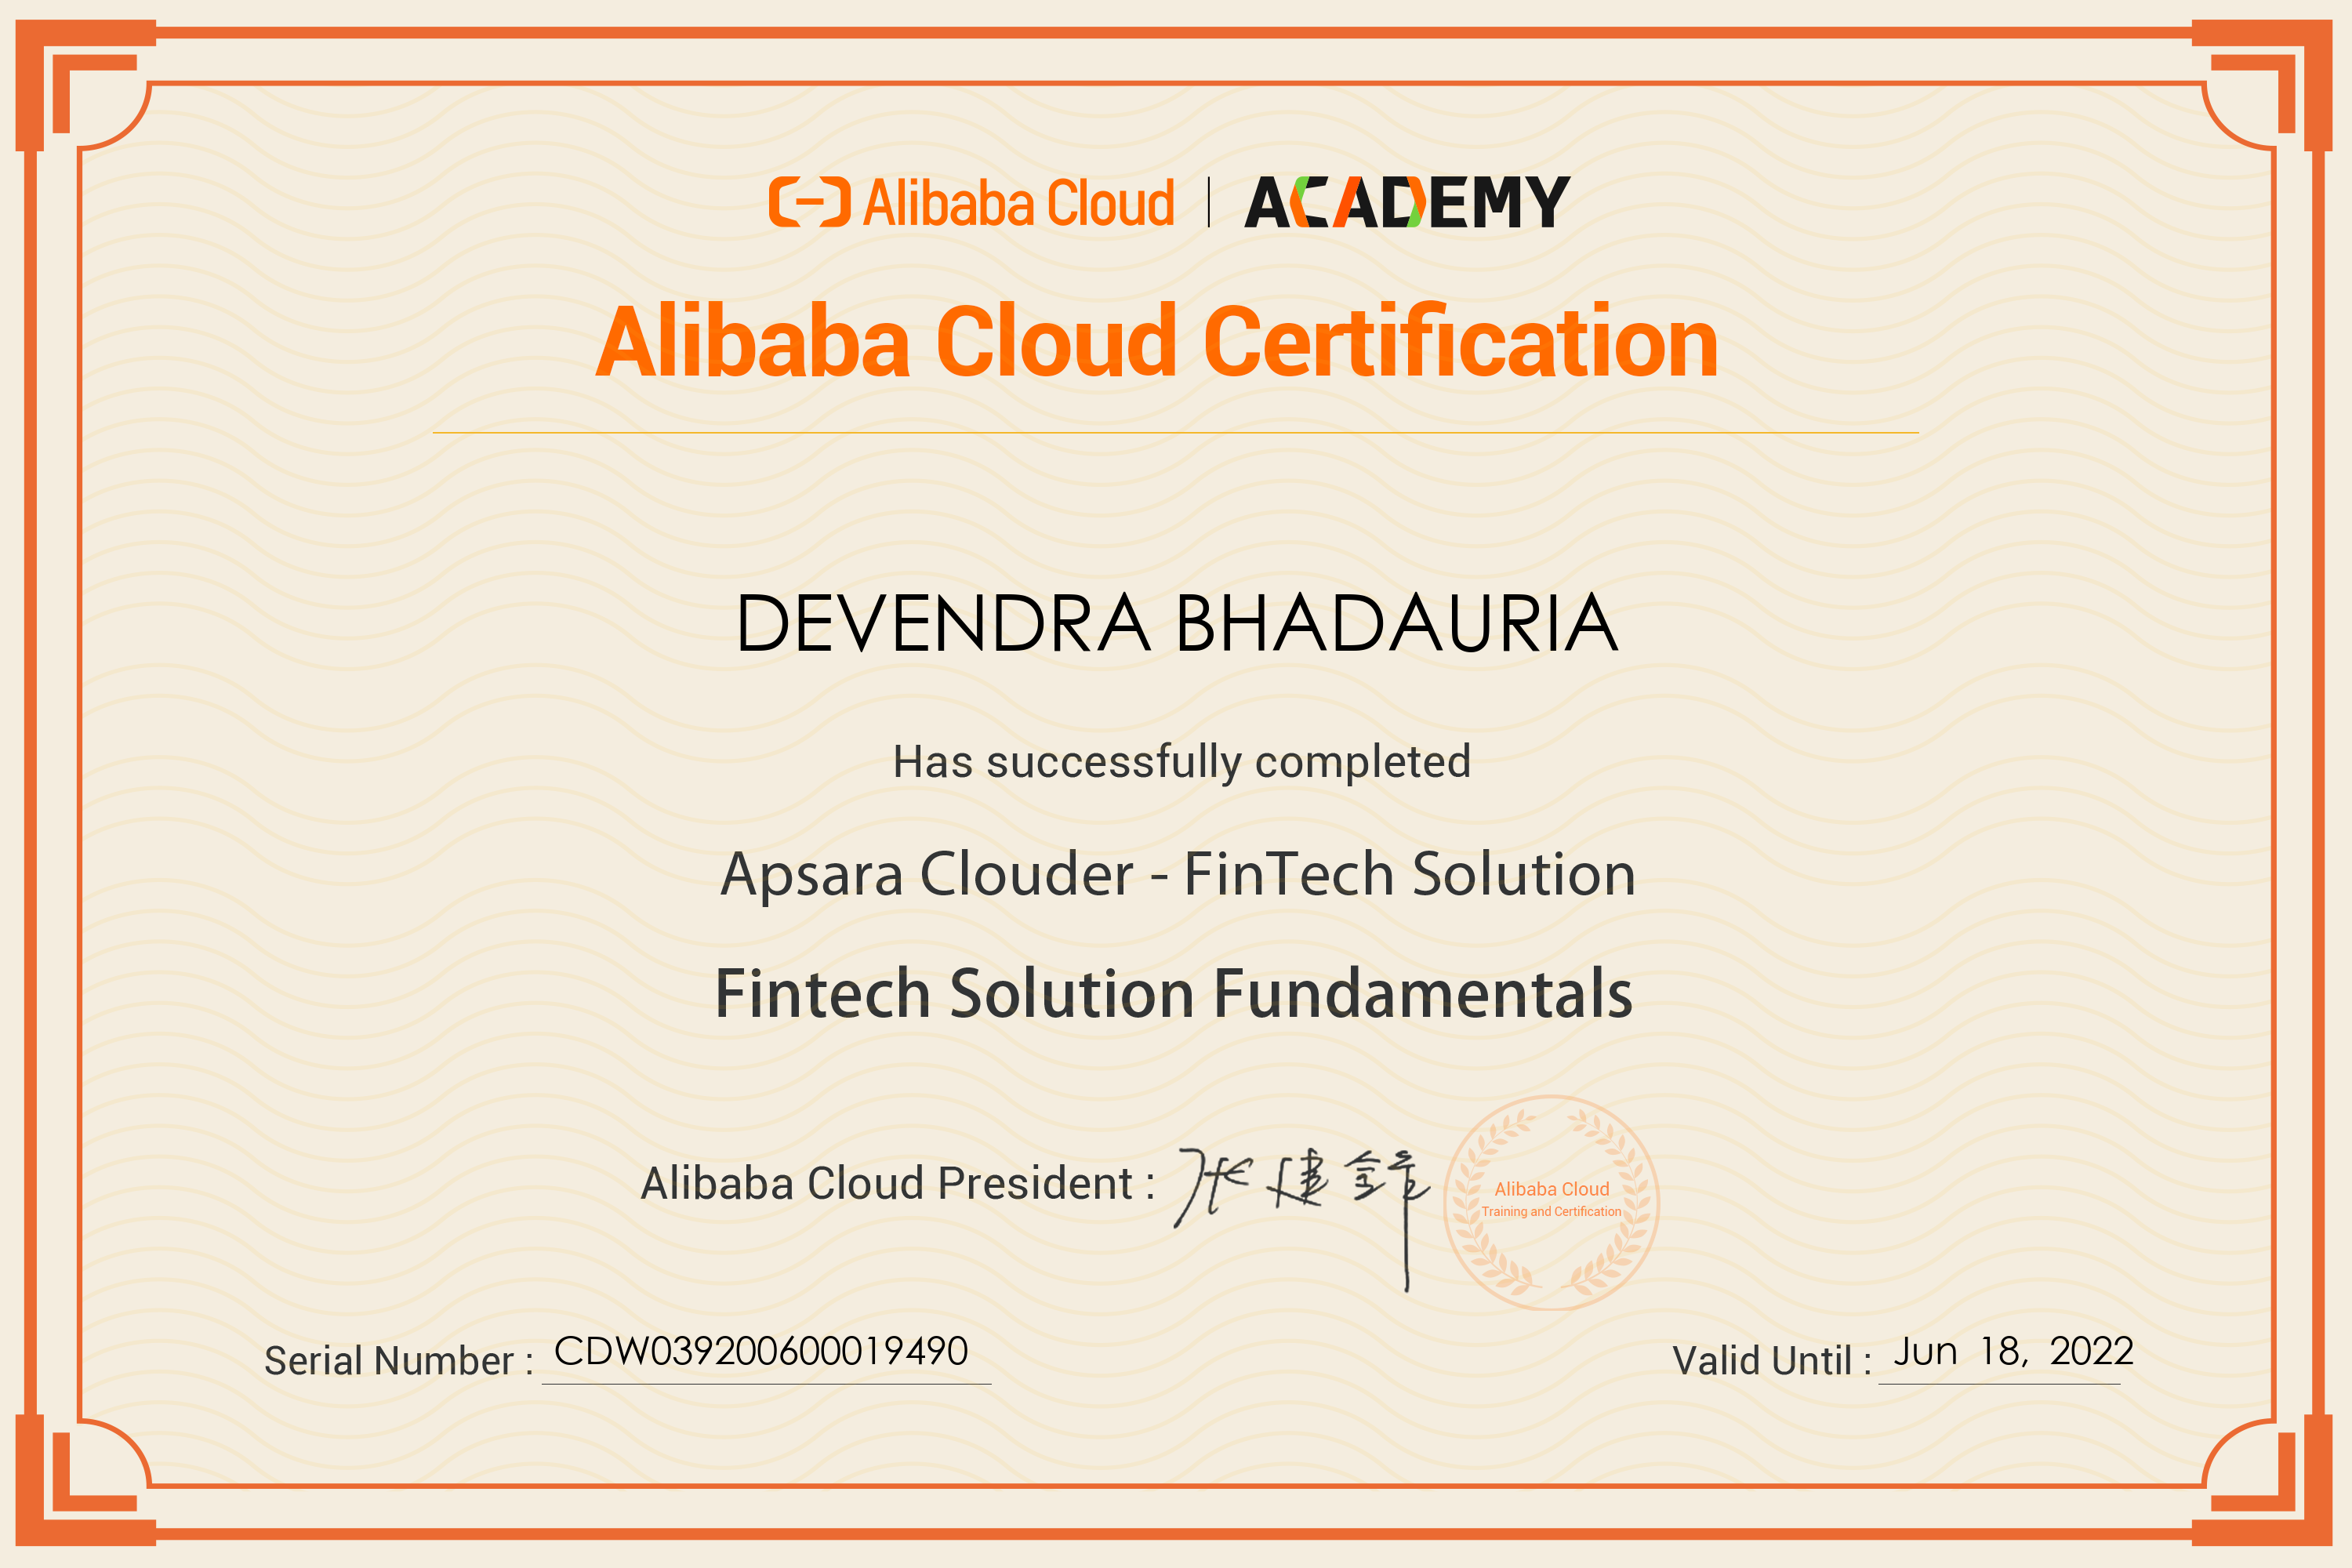 Alibaba Cloud | ACADEMY
Alibaba Cloud Certification
DEVENDRA BHADAURIA
Has successfully completed
Apsara Clouder - FinTech Solution
Fintech Solution Fundamentals
Alibaba Cloud President : 张建锋
Alibaba Cloud
Training and Certification
Serial Number : CDW039200600019490
Valid Until : Jun 18, 2022